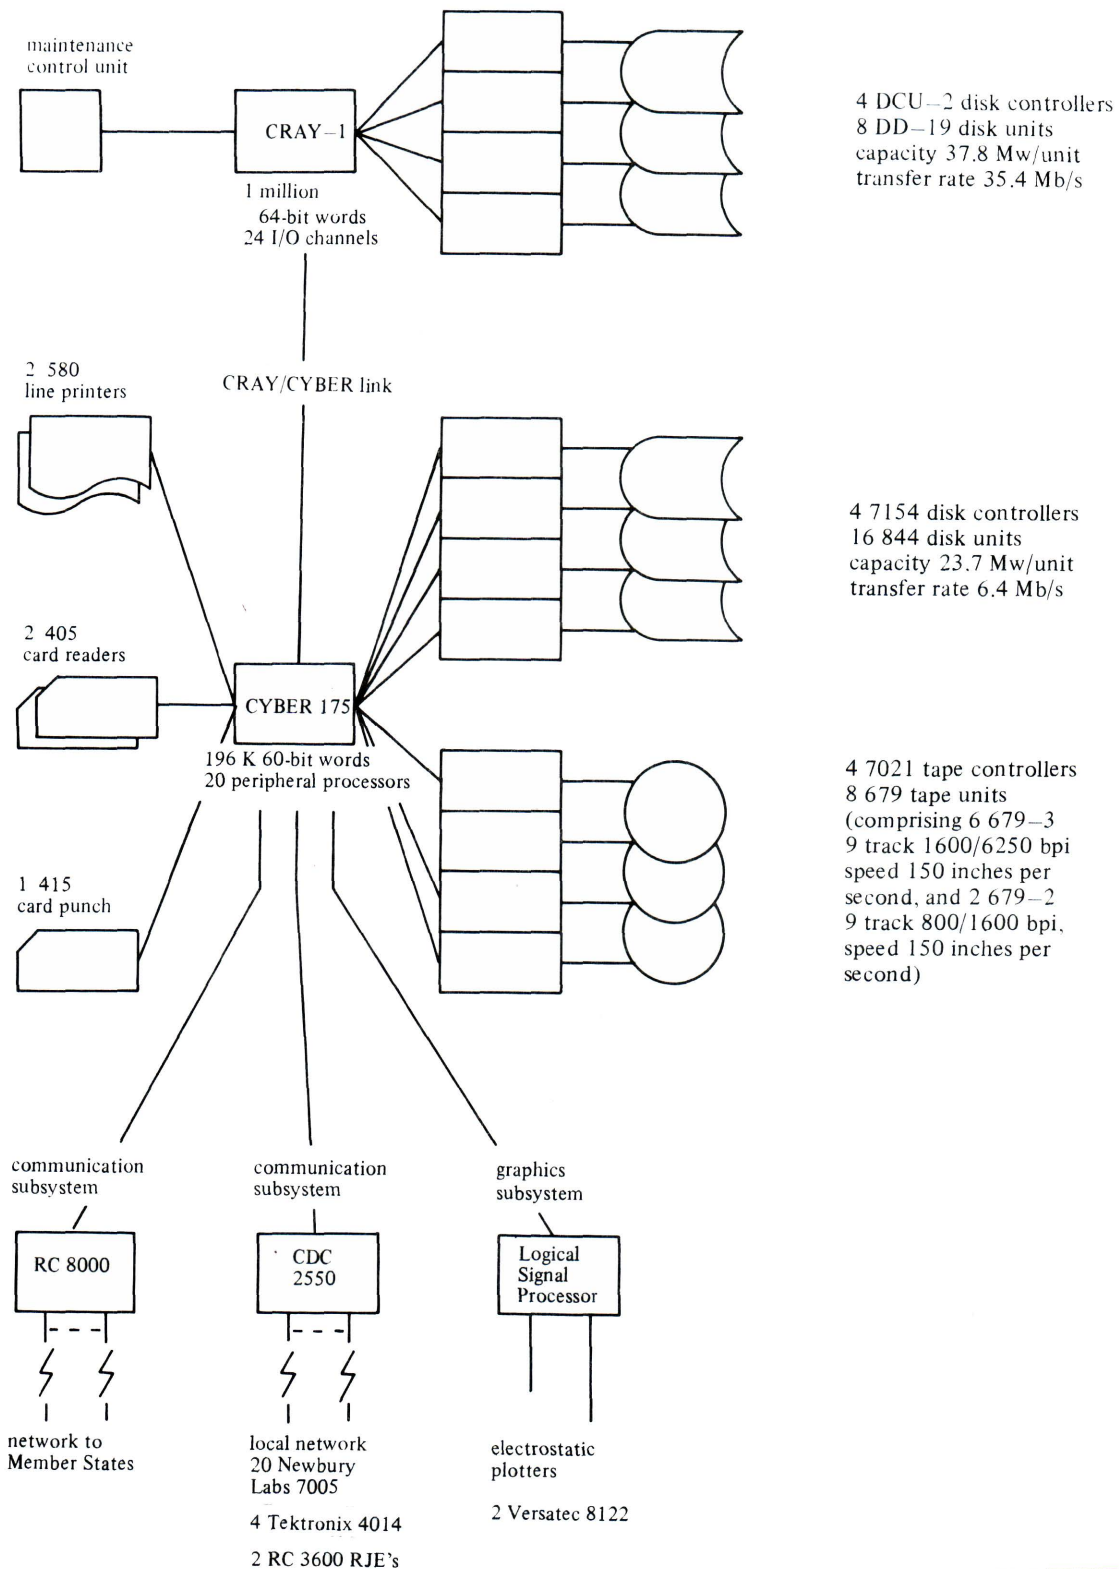 maintenance
control unit
CRAY–1
1 million
64-bit words
24 I/O channels
4 DCU–2 disk controllers
8 DD–19 disk units
capacity 37.8 Mw/unit
transfer rate 35.4 Mb/s
2 580
line printers
CRAY/CYBER link
4 7154 disk controllers
16 844 disk units
capacity 23.7 Mw/unit
transfer rate 6.4 Mb/s
2 405
card readers
CYBER 175
196 K 60-bit words
20 peripheral processors
4 7021 tape controllers
8 679 tape units
(comprising 6 679–3
9 track 1600/6250 bpi
speed 150 inches per
second, and 2 679–2
9 track 800/1600 bpi,
speed 150 inches per
second)
1 415
card punch
communication
subsystem
RC 8000
network to
Member States
communication
subsystem
CDC
2550
local network
20 Newbury
Labs 7005
4 Tektronix 4014
2 RC 3600 RJE's
graphics
subsystem
Logical
Signal
Processor
electrostatic
plotters
2 Versatec 8122